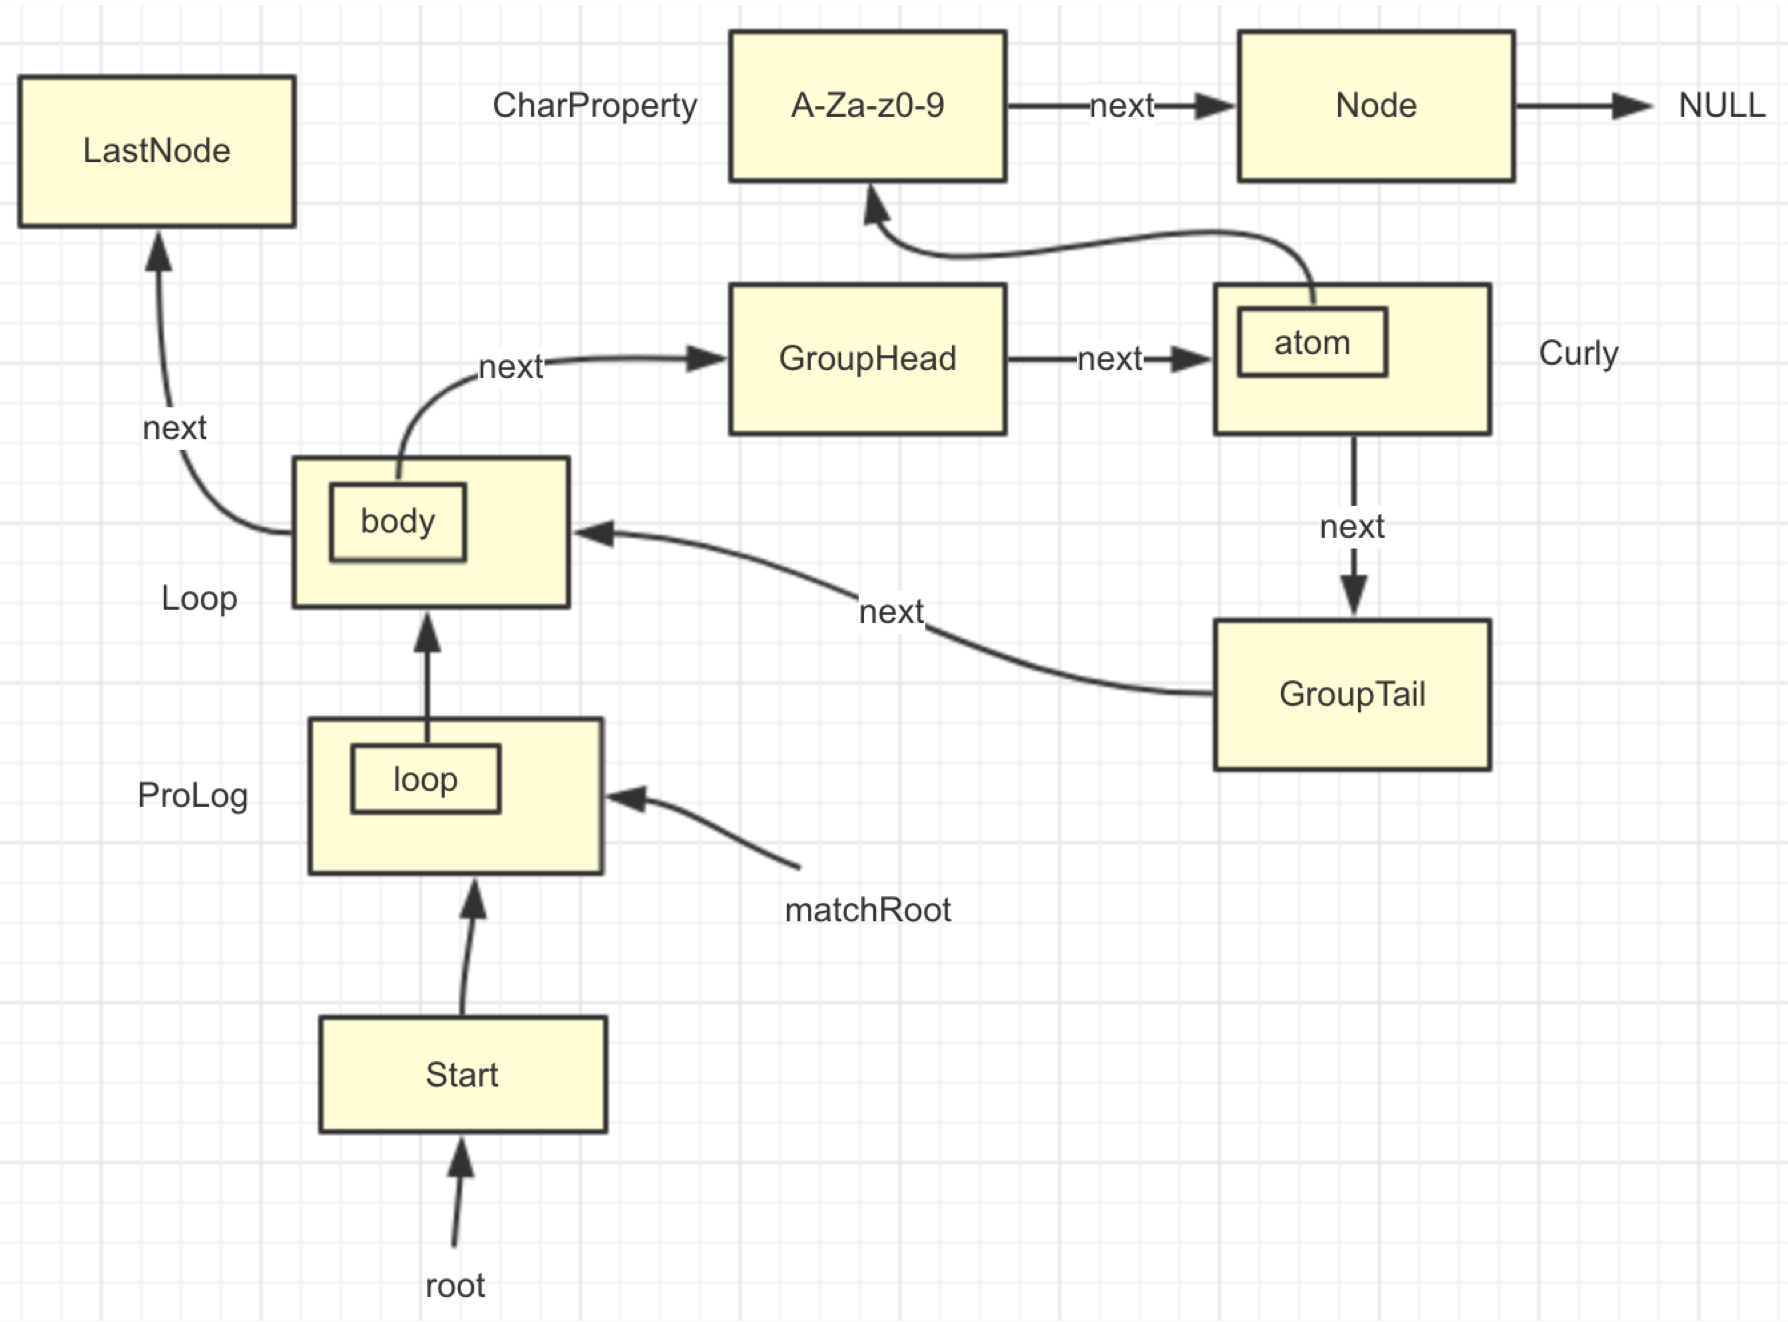 CharProperty
A-Za-z0-9
next
Node
NULL
LastNode
next
GroupHead
next
atom
Curly
next
body
next
Loop
next
GroupTail
loop
ProLog
matchRoot
Start
root